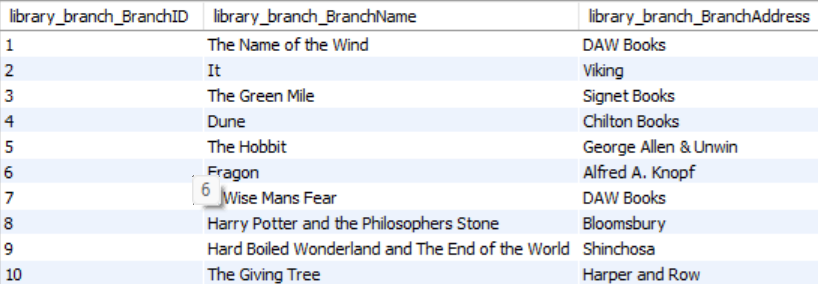 library_branch_BranchID library_branch_BranchName library_branch_BranchAddress
1 The Name of the Wind DAW Books
2 It Viking
3 The Green Mile Signet Books
4 Dune Chilton Books
5 The Hobbit George Allen & Unwin
6 Eragon Alfred A. Knopf
6
7 Wise Mans Fear DAW Books
8 Harry Potter and the Philosophers Stone Bloomsbury
9 Hard Boiled Wonderland and The End of the World Shinchosa
10 The Giving Tree Harper and Row